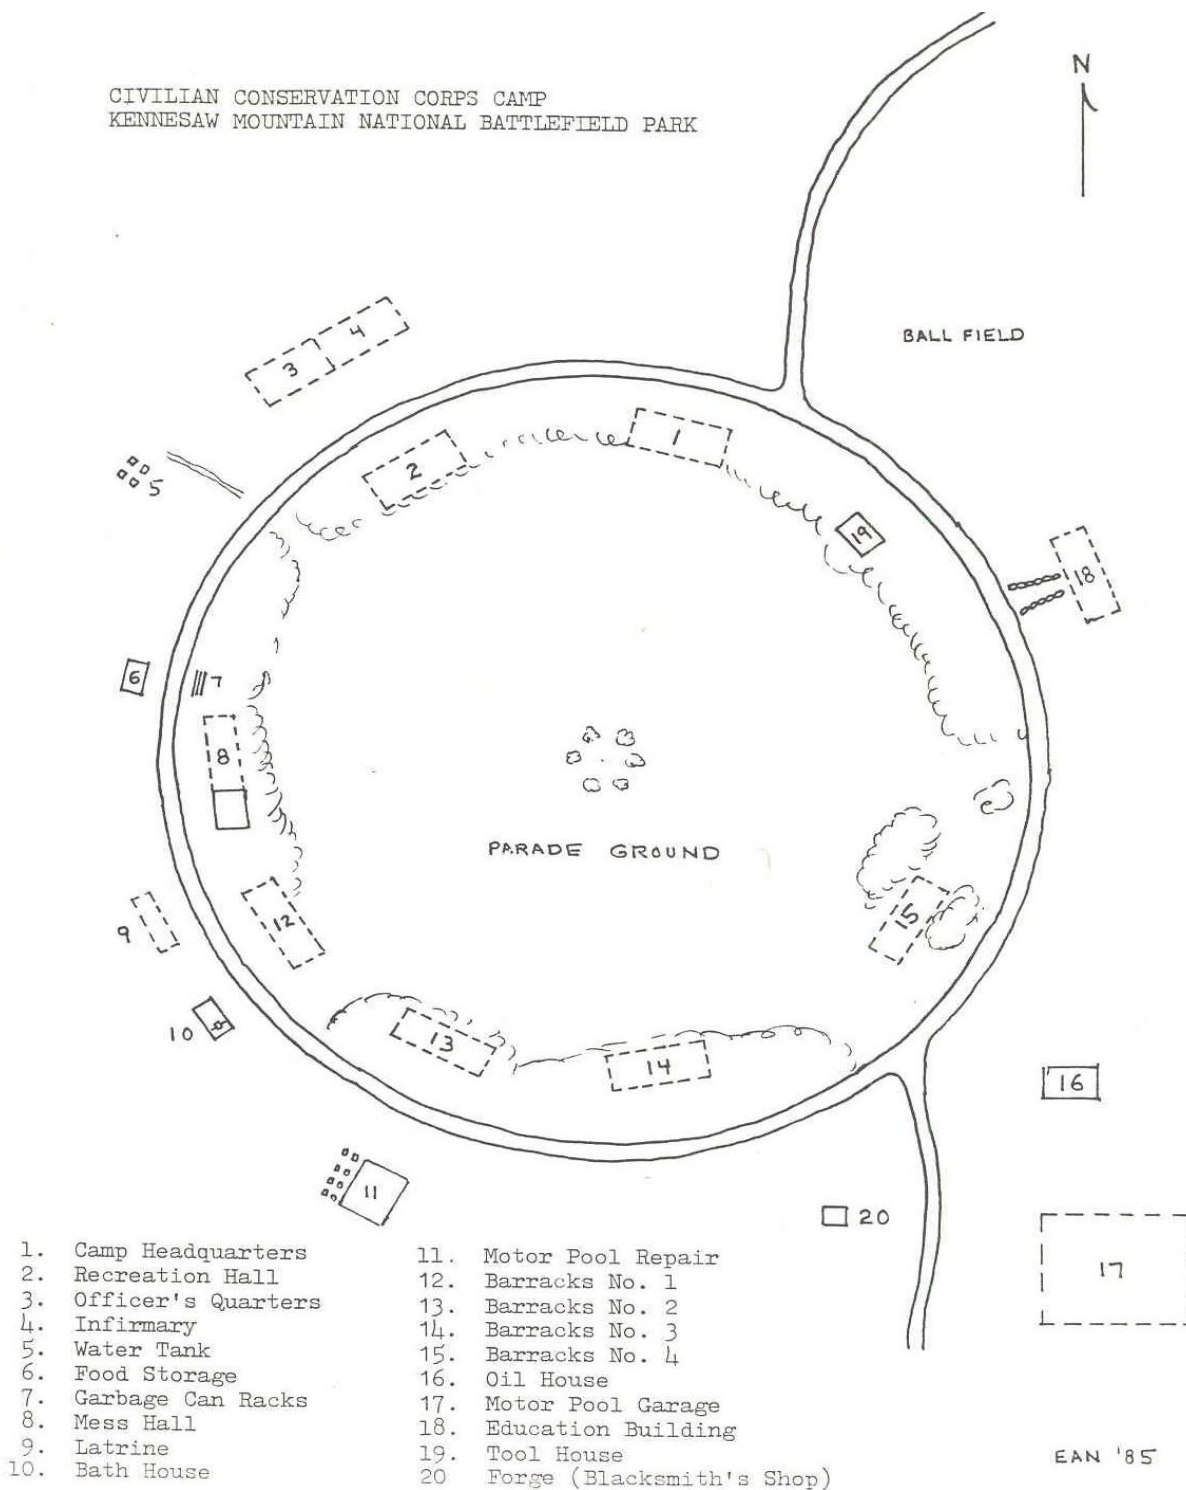 CIVILIAN CONSERVATION CORPS CAMP
KENNESAW MOUNTAIN NATIONAL BATTLEFIELD PARK
N
BALL FIELD
4
3
1
2
5
19
18
6
7
8
PARADE GROUND
15
12
9
10
13
14
16
11
20
17
1. Camp Headquarters
2. Recreation Hall
3. Officer's Quarters
4. Infirmary
5. Water Tank
6. Food Storage
7. Garbage Can Racks
8. Mess Hall
9. Latrine
10. Bath House
11. Motor Pool Repair
12. Barracks No. 1
13. Barracks No. 2
14. Barracks No. 3
15. Barracks No. 4
16. Oil House
17. Motor Pool Garage
18. Education Building
19. Tool House
20 Forge (Blacksmith's Shop)
EAN '85